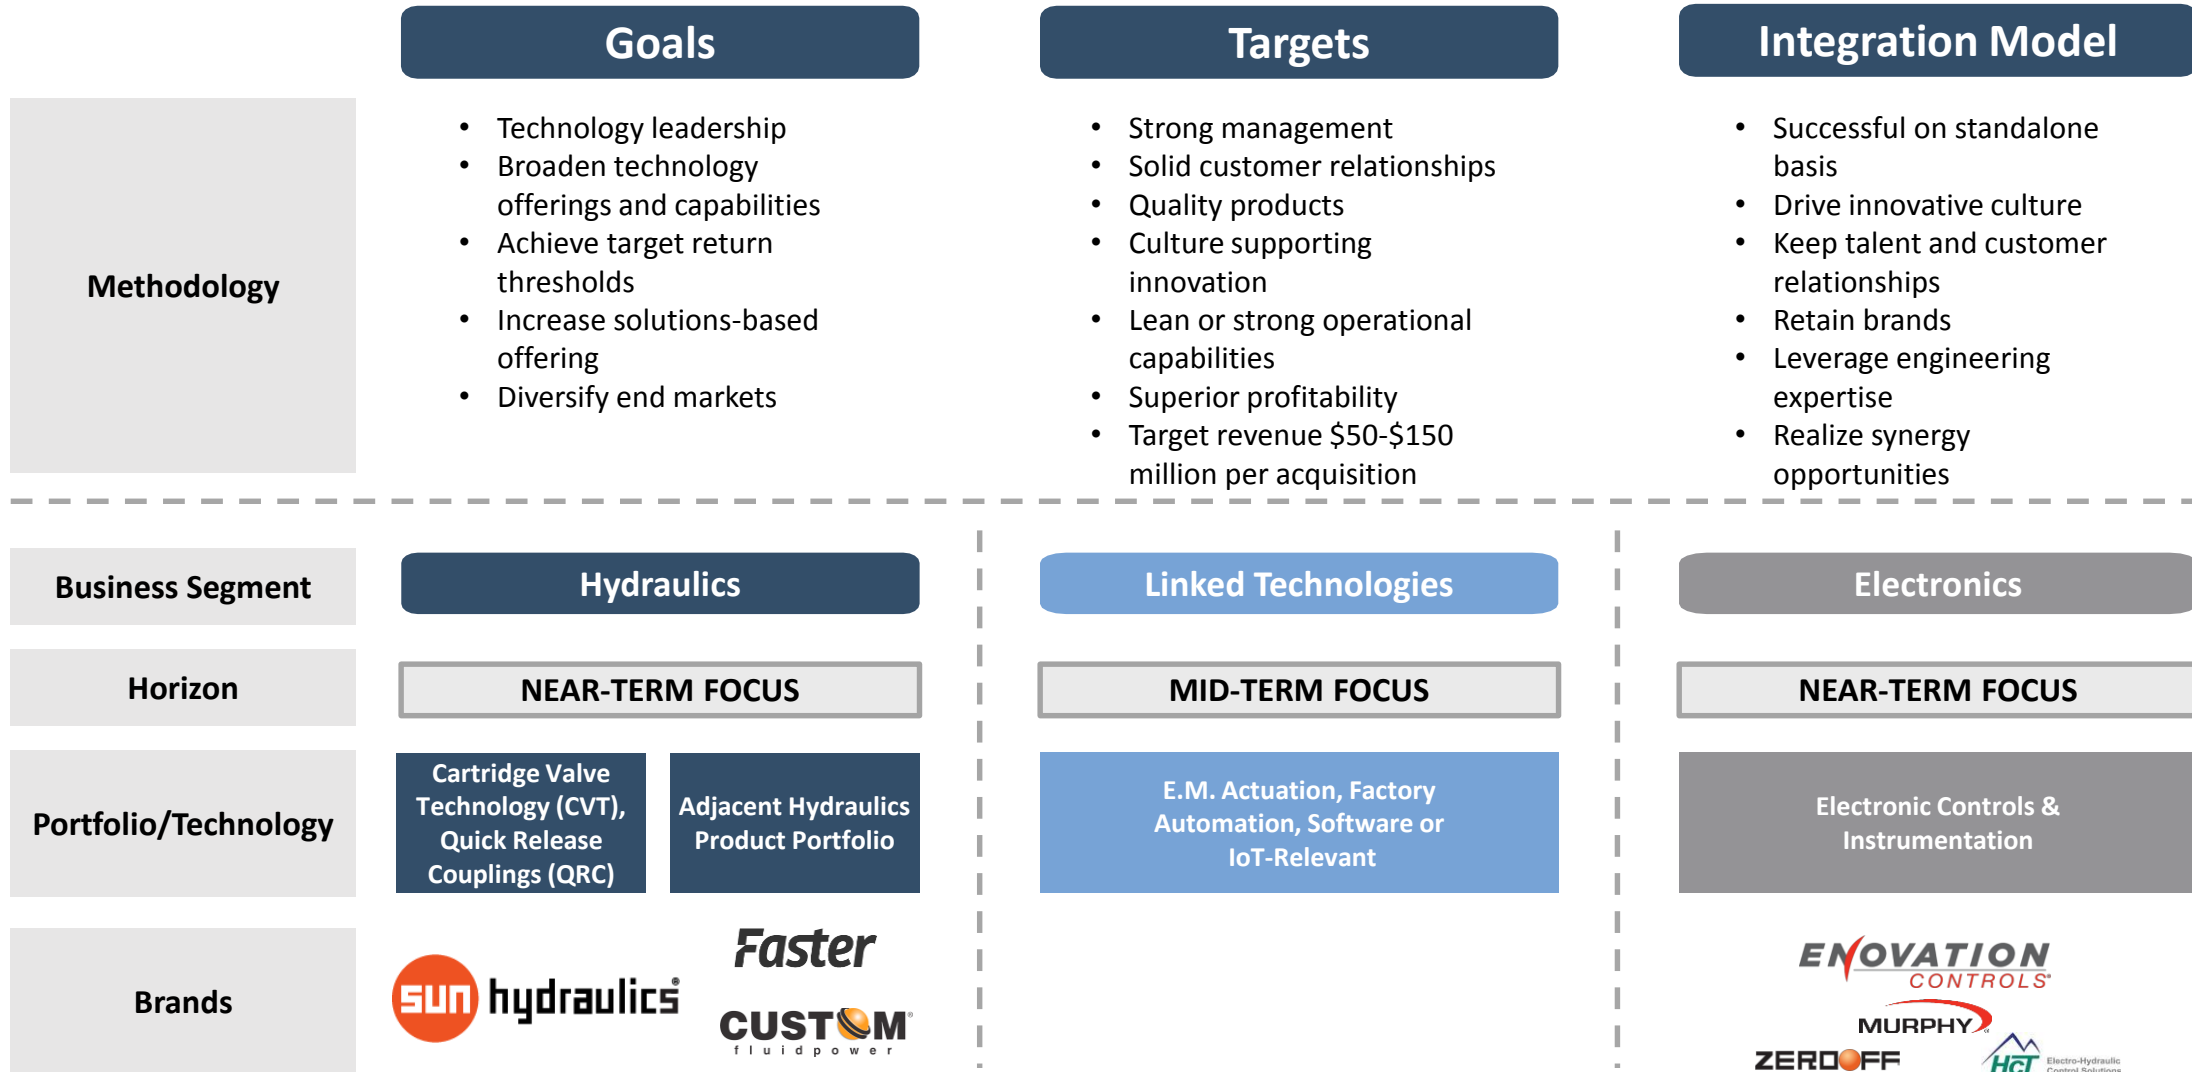 Goals
Targets
Integration Model
Methodology
• Technology leadership
• Broaden technology
offerings and capabilities
• Achieve target return
thresholds
• Increase solutions-based
offering
• Diversify end markets
• Strong management
• Solid customer relationships
• Quality products
• Culture supporting
innovation
• Lean or strong operational
capabilities
• Superior profitability
• Target revenue $50-$150
million per acquisition
• Successful on standalone
basis
• Drive innovative culture
• Keep talent and customer
relationships
• Retain brands
• Leverage engineering
expertise
• Realize synergy
opportunities
Business Segment
Hydraulics
Linked Technologies
Electronics
Horizon
NEAR-TERM FOCUS
MID-TERM FOCUS
NEAR-TERM FOCUS
Portfolio/Technology
Cartridge Valve
Technology (CVT),
Quick Release
Couplings (QRC)
Adjacent Hydraulics
Product Portfolio
E.M. Actuation, Factory
Automation, Software or
IoT-Relevant
Electronic Controls &
Instrumentation
Brands
sun hydraulics®
Faster
CUSTOM®
fluidpower
ENOVATION
CONTROLS®
MURPHY
ZEROOFF
HCT Electro-Hydraulic
Control Solutions